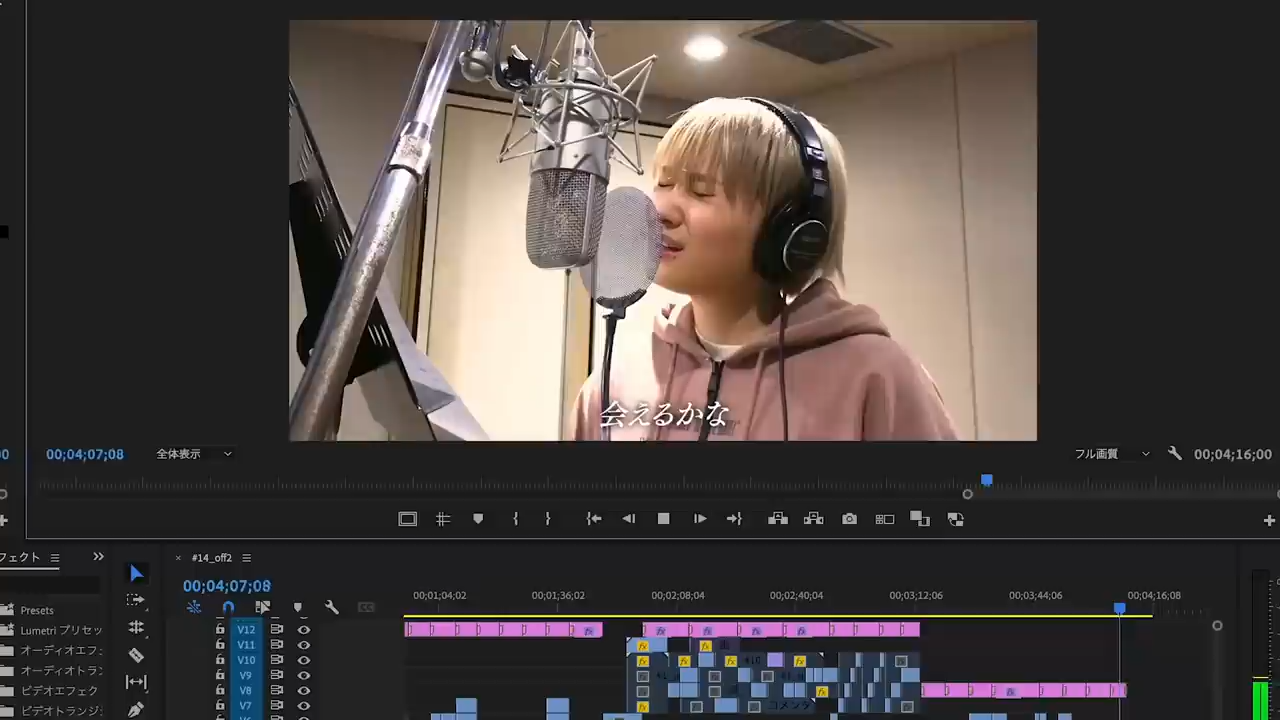 会えるかな
00;04;07;08
全体表示
フル画質
00;04;16;00
フェクト
#14_off2
00;04;07;08
00;01;04;02
00;01;36;02
00;02;08;04
00;02;40;04
00;03;12;06
00;03;44;06
00;04;16;08
Presets
Lumetri プリセッ
オーディオエフ
オーディオトラン
ビデオエフェク
ビデオトランジ
V12
V11
V10
V9
V8
V7